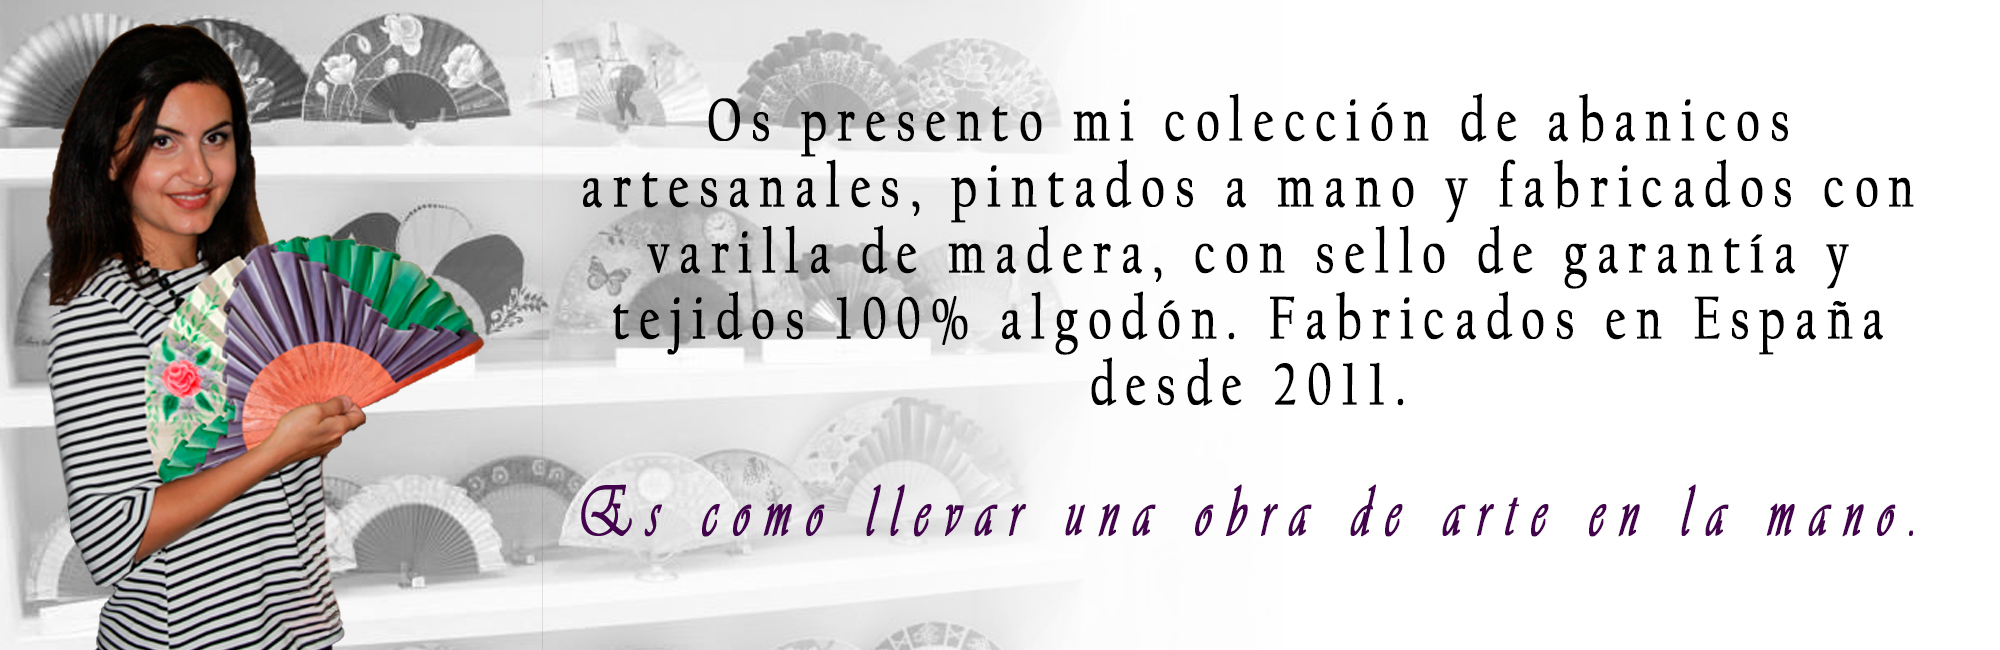 Os presento mi colección de abanicos
artesanales, pintados a mano y fabricados con
varilla de madera, con sello de garantía y
tejidos 100% algodón. Fabricados en España
desde 2011.
Es como llevar una obra de arte en la mano.